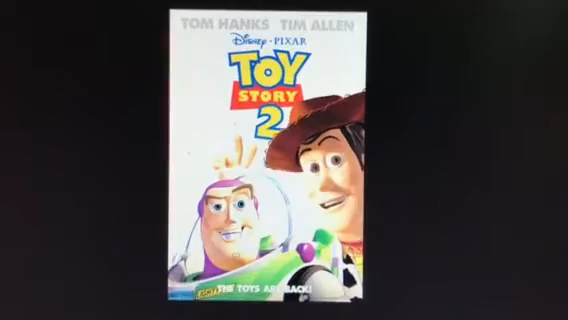 TOM HANKS TIM ALLEN
Disney · PIXAR
TOY
STORY
2
THE TOYS ARE BACK!